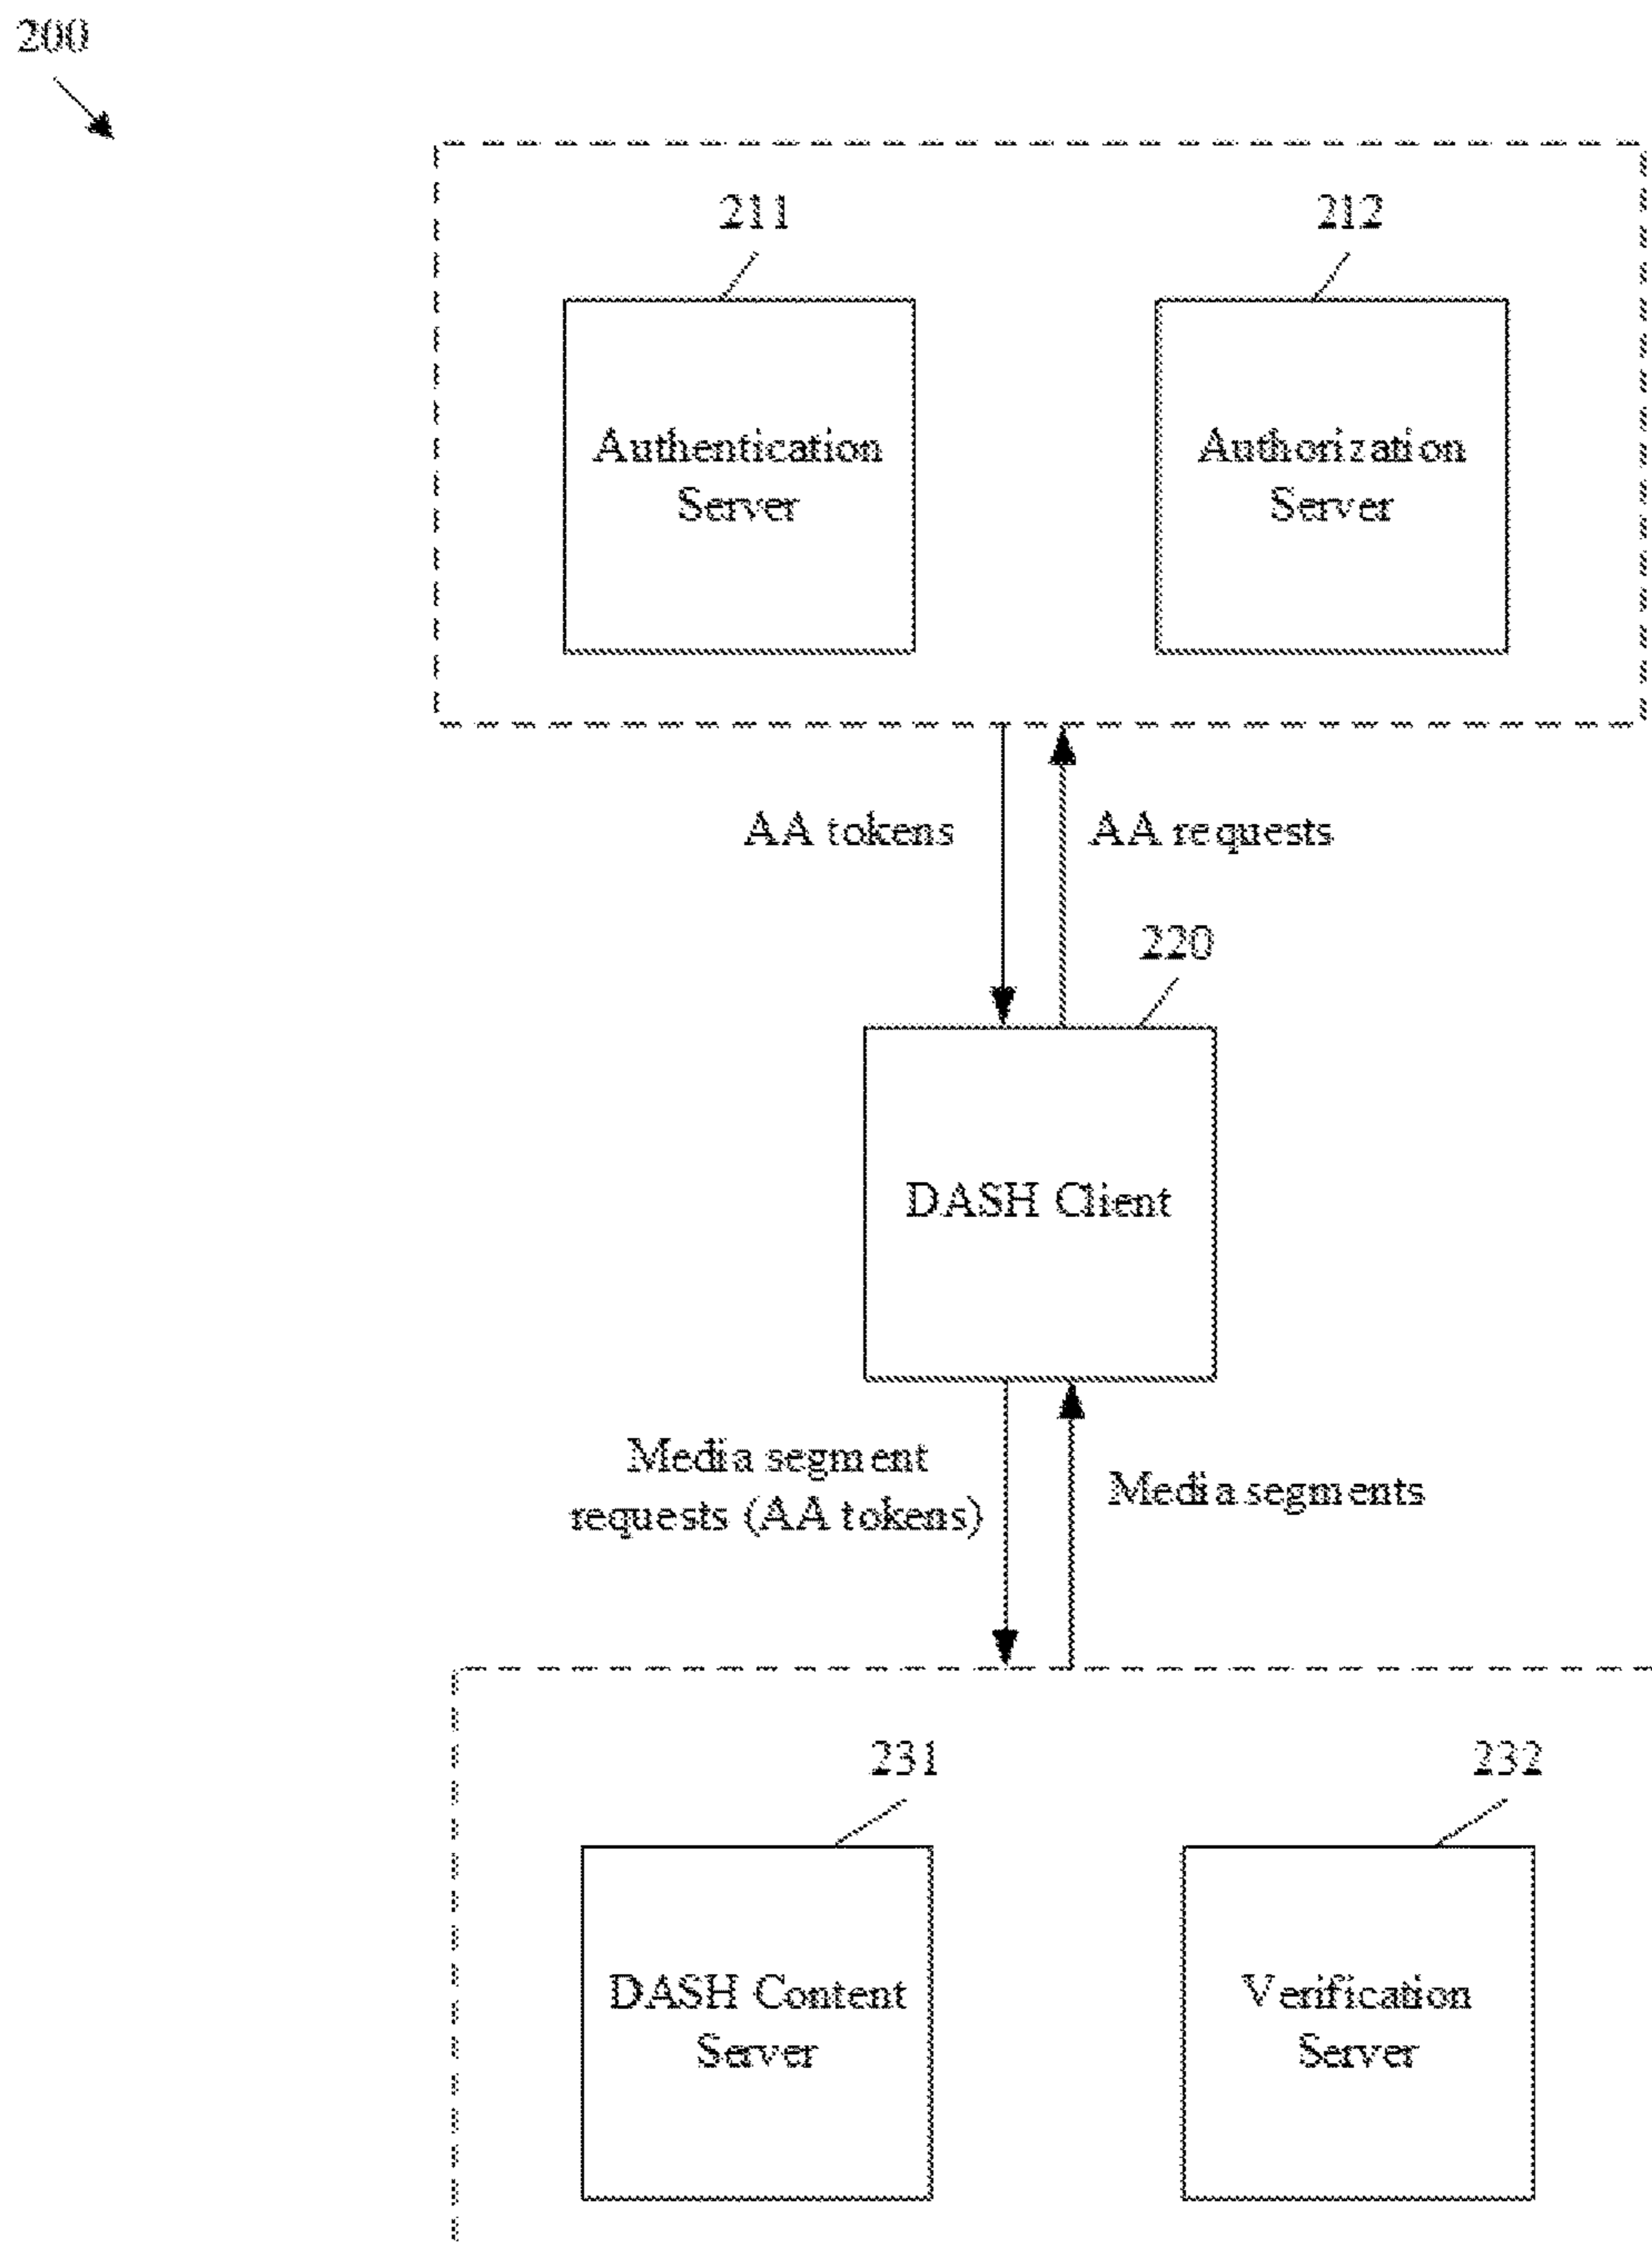 200
211
212
Authentication
Server
Authorization
Server
AA tokens
AA requests
220
DASH Client
Media segment
requests (AA tokens)
Media segments
231
232
DASH Content
Server
Verification
Server